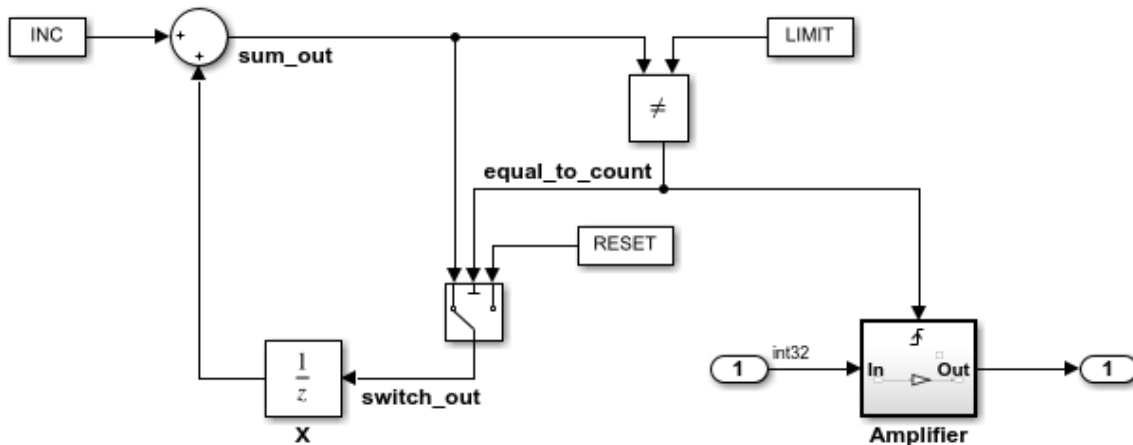 INC
+
+
sum_out
LIMIT
≠
equal_to_count
RESET
1
z
X
switch_out
1
int32
In
Out
Amplifier
1